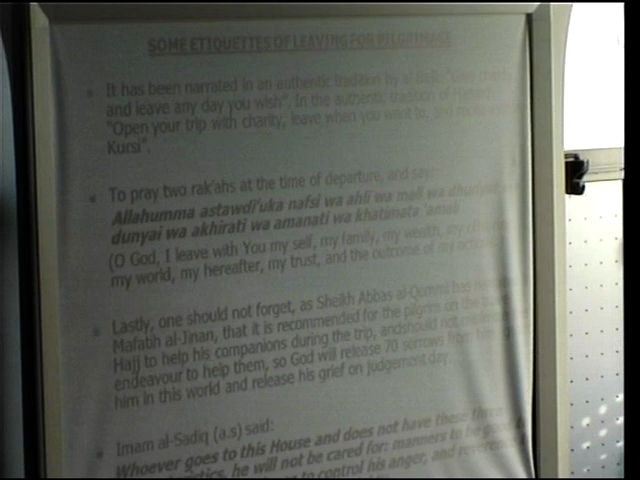 SOME ETIQUETTES OF LEAVING FOR PILGRIMAGE
• It has been narrated in an authentic tradition by al-
and leave any day you wish". In the authentic tradition of
"Open your trip with charity, leave when you want to,
Kursi".
• To pray two rak'ahs at the time of departure, and say:
Allahumma astawdi'uka nafsi wa ahli wa mali wa
dunyai wa akhirati wa amanati wa khatimata 'amali
(O God, I leave with You my self, my family, my wealth, my
my world, my hereafter, my trust, and the outcome of my
• Lastly, one should not forget, as Sheikh Abbas al-Qummi has
Mafatih al-Jinan, that it is recommended for the pilgrims on the
Hajj to help his companions during the trip, andshould not
endeavour to help them, so God will release 70 sorrows from
him in this world and release his grief on judgement day
• Imam al-Sadiq (a.s) said:
Whoever goes to this House and does not have these three
he will not be cared for: manners to be
to control his anger, and